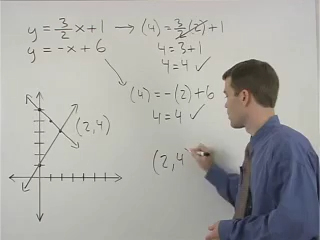 y = 3/2 x + 1 → (4) = 3/2 (2) + 1
y = -x + 6
4 = 3 + 1
4 = 4 ✓
(4) = -(2) + 6
4 = 4 ✓
(2,4)
(2,4